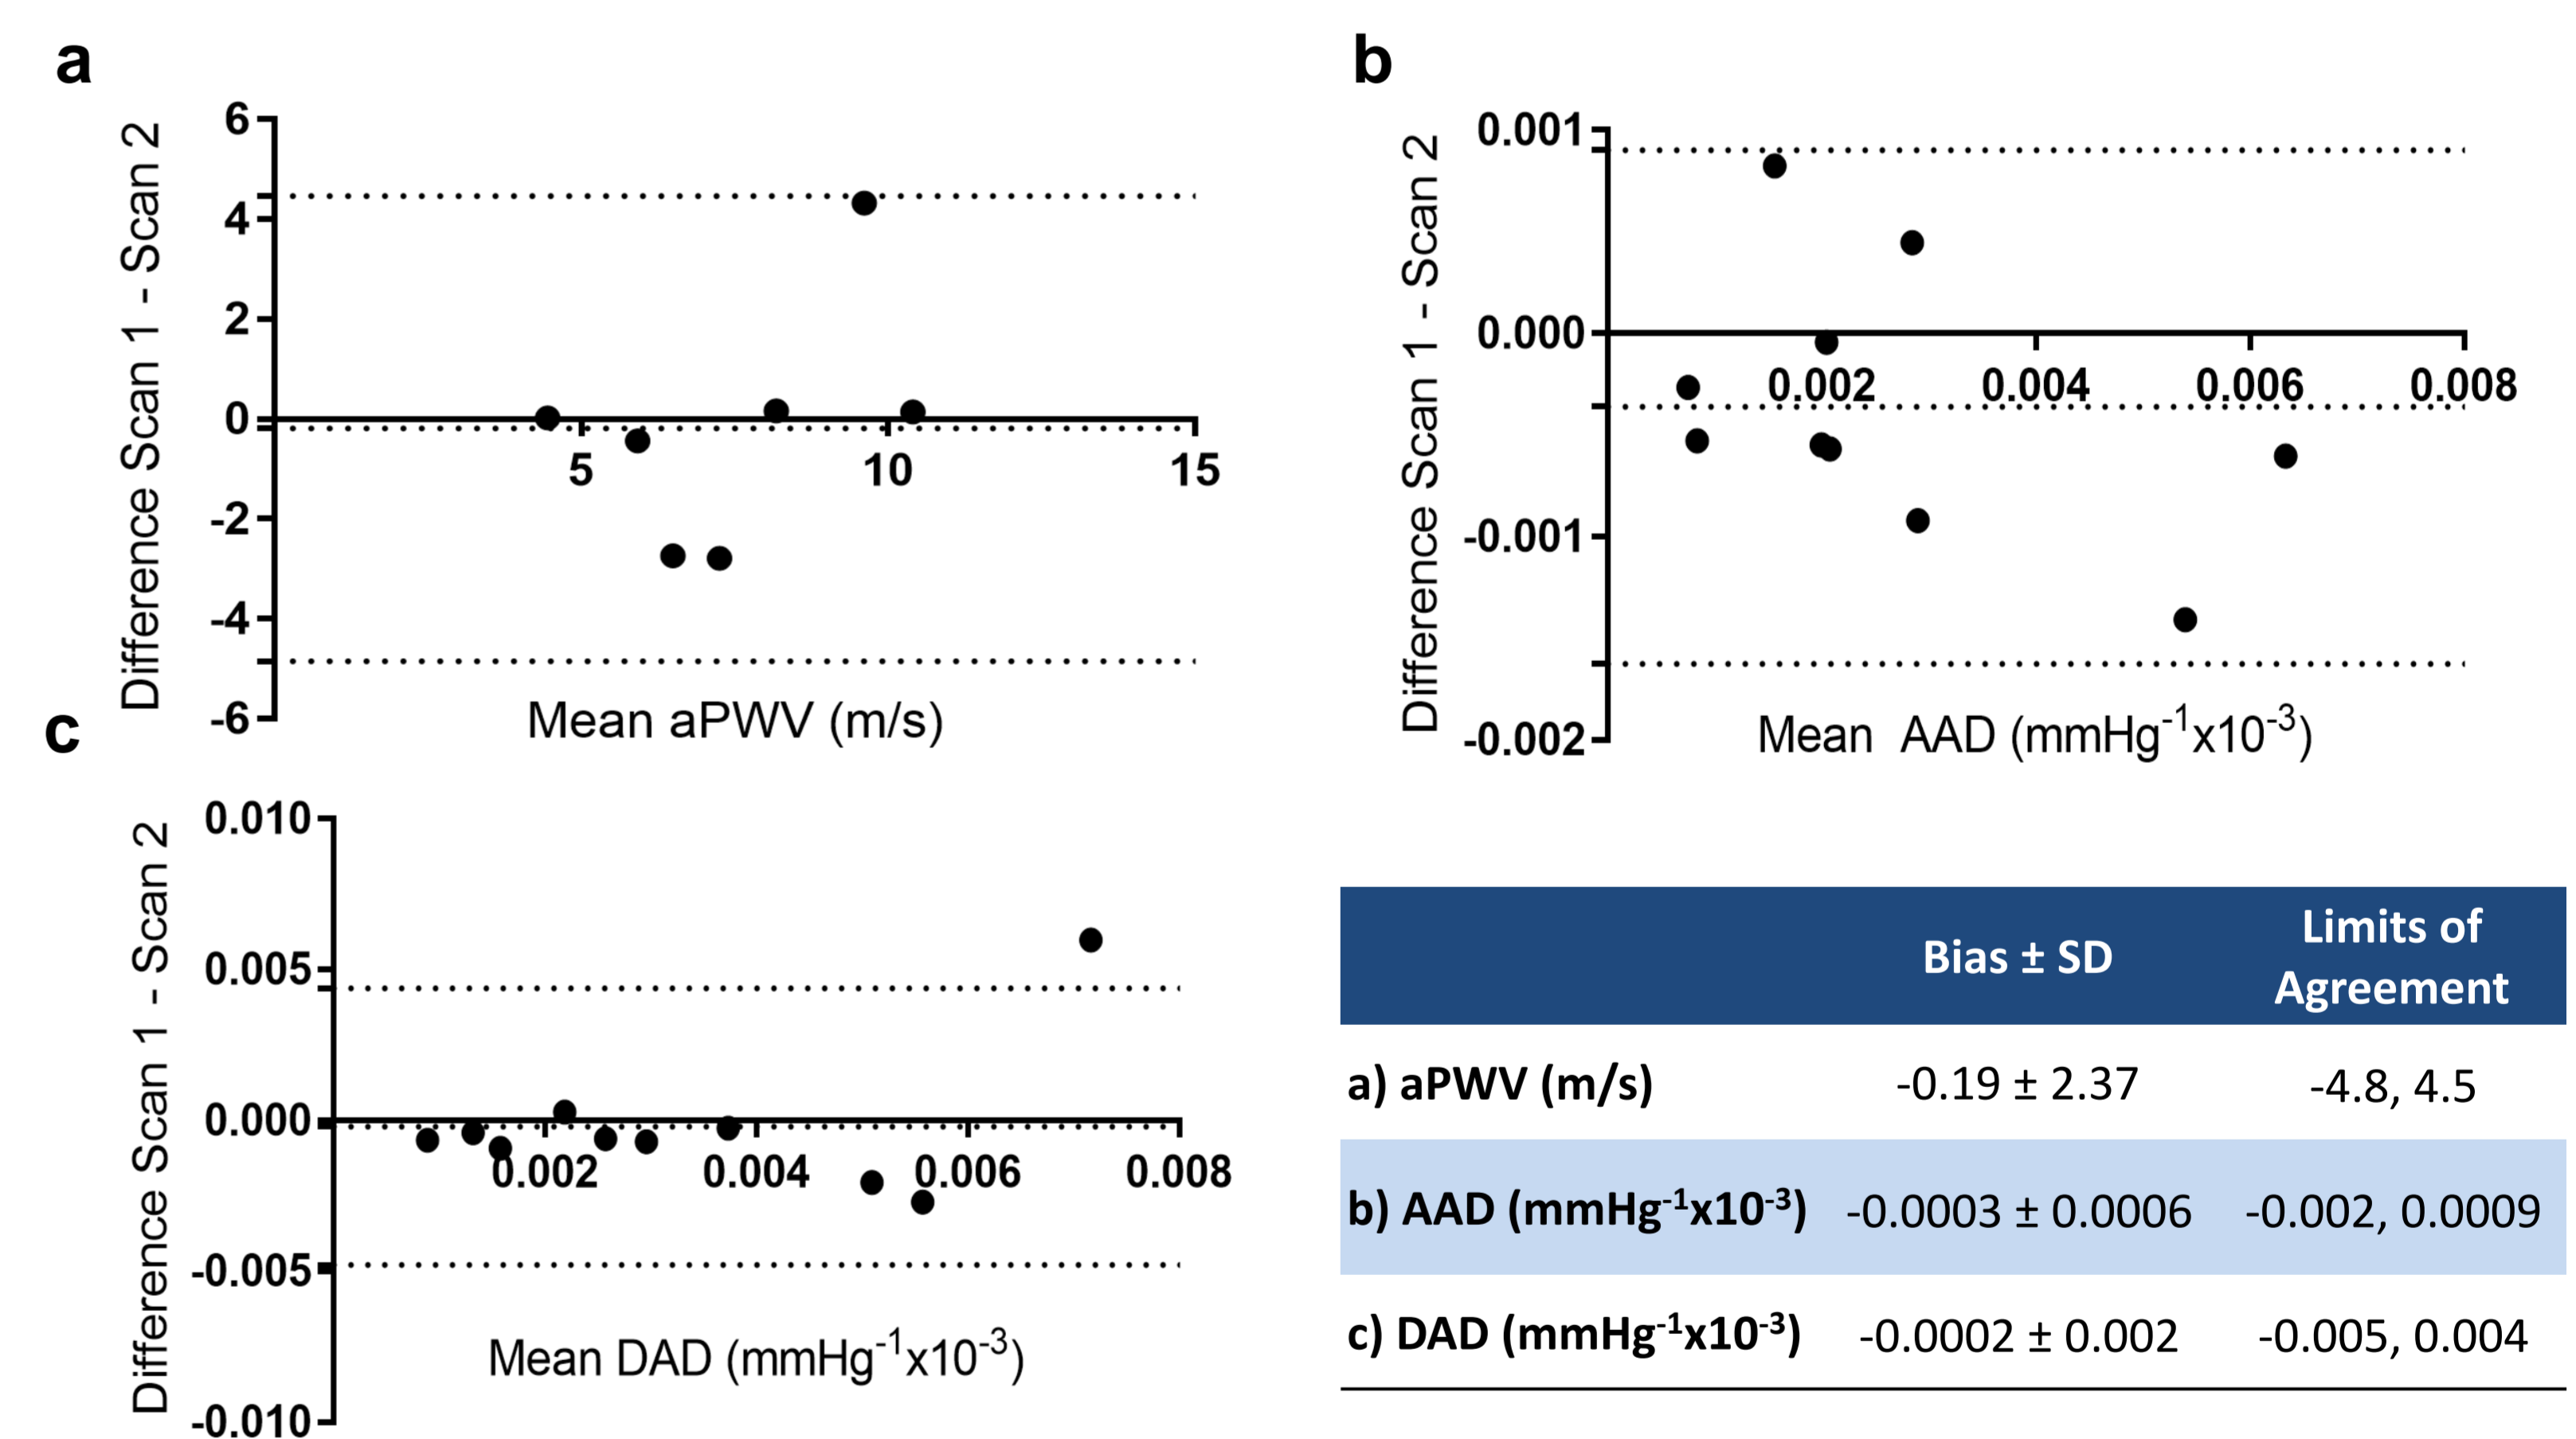 a
Difference Scan 1 - Scan 2
6
4
2
0
-2
-4
-6
5 10 15
Mean aPWV (m/s)
b
Difference Scan 1 - Scan 2
0.001
0.000
-0.001
-0.002
0.002 0.004 0.006 0.008
Mean AAD (mmHg⁻¹x10⁻³)
c
Difference Scan 1 - Scan 2
0.010
0.005
0.000
-0.005
-0.010
0.002 0.004 0.006 0.008
Mean DAD (mmHg⁻¹x10⁻³)
Bias ± SD Limits of
Agreement
a) aPWV (m/s) -0.19 ± 2.37 -4.8, 4.5
b) AAD (mmHg⁻¹x10⁻³) -0.0003 ± 0.0006 -0.002, 0.0009
c) DAD (mmHg⁻¹x10⁻³) -0.0002 ± 0.002 -0.005, 0.004